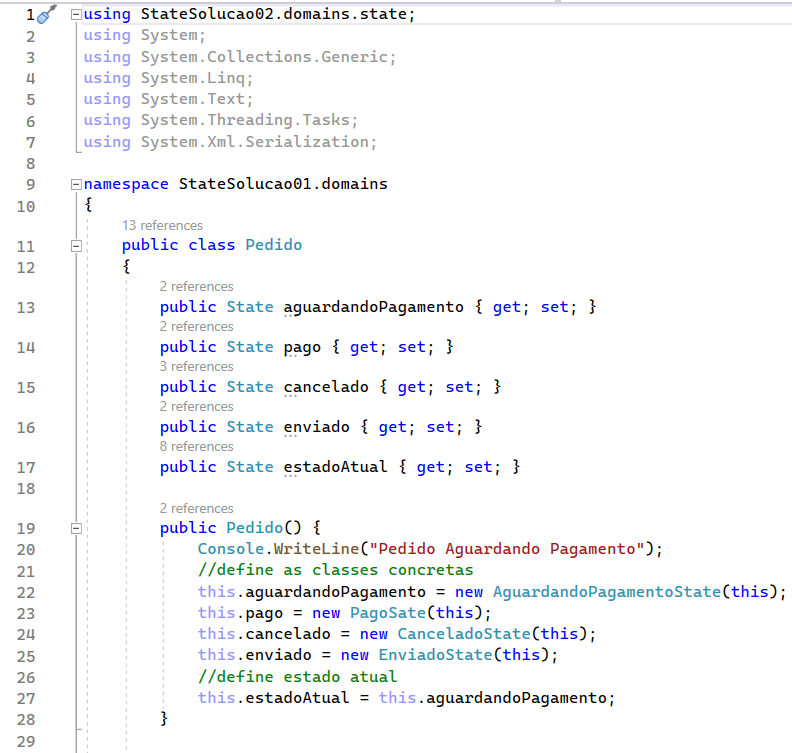 1 using StateSolucao02.domains.state;
2 using System;
3 using System.Collections.Generic;
4 using System.Linq;
5 using System.Text;
6 using System.Threading.Tasks;
7 using System.Xml.Serialization;
8
9 namespace StateSolucao01.domains
10 {
13 references
11 public class Pedido
12 {
2 references
13 public State aguardandoPagamento { get; set; }
2 references
14 public State pago { get; set; }
3 references
15 public State cancelado { get; set; }
2 references
16 public State enviado { get; set; }
8 references
17 public State estadoAtual { get; set; }
18
2 references
19 public Pedido() {
20 Console.WriteLine("Pedido Aguardando Pagamento");
21 //define as classes concretas
22 this.aguardandoPagamento = new AguardandoPagamentoState(this);
23 this.pago = new PagoSate(this);
24 this.cancelado = new CanceladoState(this);
25 this.enviado = new EnviadoState(this);
26 //define estado atual
27 this.estadoAtual = this.aguardandoPagamento;
28 }
29